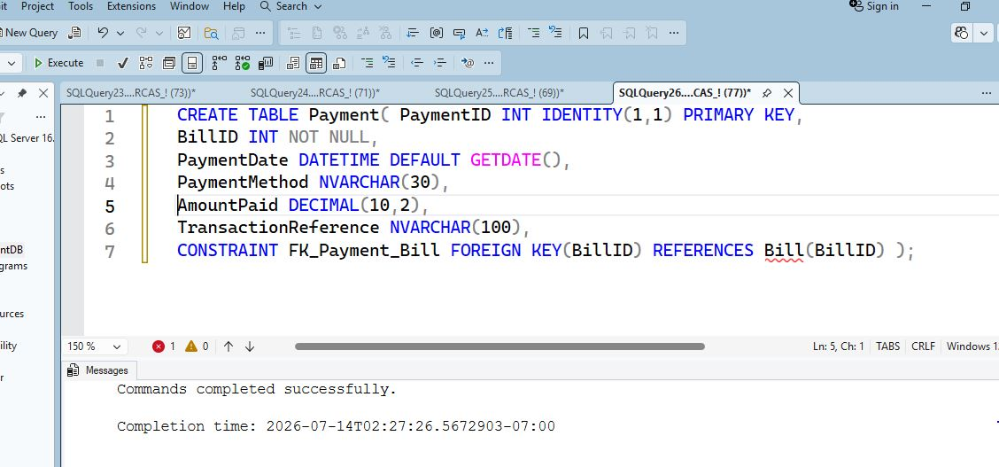 it Project Tools Extensions Window Help Search Sign in
New Query
Execute
SQLQuery23....RCAS_! (73))* SQLQuery24....RCAS_! (71))* SQLQuery25....RCAS_! (69))* SQLQuery26....CAS_! (77))*
1 CREATE TABLE Payment( PaymentID INT IDENTITY(1,1) PRIMARY KEY,
2 BillID INT NOT NULL,
3 PaymentDate DATETIME DEFAULT GETDATE(),
4 PaymentMethod NVARCHAR(30),
5 AmountPaid DECIMAL(10,2),
6 TransactionReference NVARCHAR(100),
7 CONSTRAINT FK_Payment_Bill FOREIGN KEY(BillID) REFERENCES Bill(BillID) );
QL Server 16.
s
ots
ntDB
grams
urces
ility
r
150 % 1 0 Ln: 5, Ch: 1 TABS CRLF Windows 1
Messages
Commands completed successfully.
Completion time: 2026-07-14T02:27:26.5672903-07:00